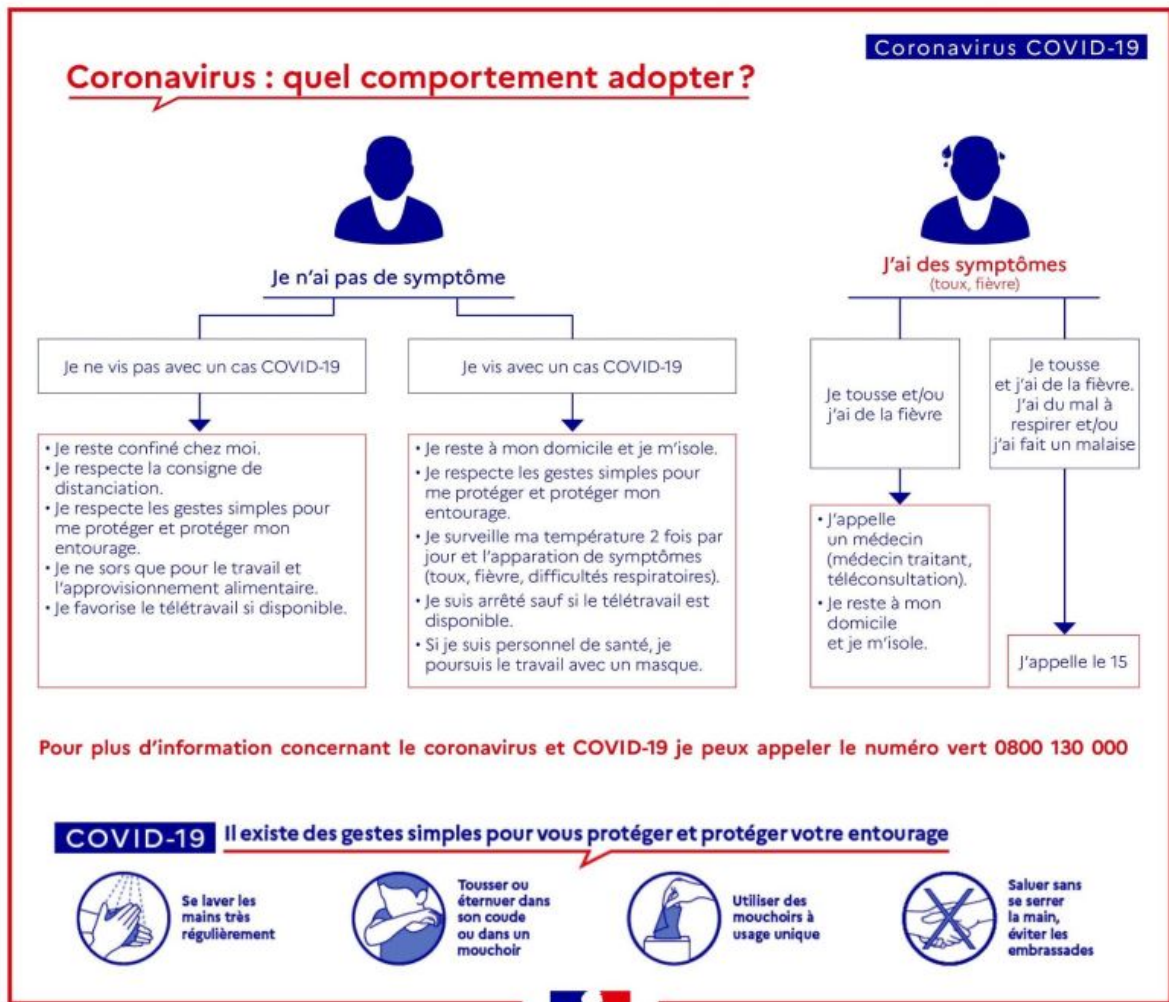 Coronavirus COVID-19
Coronavirus : quel comportement adopter ?
Je n'ai pas de symptôme
Je ne vis pas avec un cas COVID-19
• Je reste confiné chez moi.
• Je respecte la consigne de
distanciation.
• Je respecte les gestes simples pour
me protéger et protéger mon
entourage.
• Je ne sors que pour le travail et
l'approvisionnement alimentaire.
• Je favorise le télétravail si disponible.
Je vis avec un cas COVID-19
• Je reste à mon domicile et je m'isole.
• Je respecte les gestes simples pour
me protéger et protéger mon
entourage.
• Je surveille ma température 2 fois par
jour et l'apparation de symptômes
(toux, fièvre, difficultés respiratoires).
• Je suis arrêté sauf si le télétravail est
disponible.
• Si je suis personnel de santé, je
poursuis le travail avec un masque.
J'ai des symptômes
(toux, fièvre)
Je tousse et/ou
j'ai de la fièvre
• J'appelle
un médecin
(médecin traitant,
téléconsultation).
• Je reste à mon
domicile
et je m'isole.
Je tousse
et j'ai de la fièvre.
J'ai du mal à
respirer et/ou
j'ai fait un malaise
J'appelle le 15
Pour plus d'information concernant le coronavirus et COVID-19 je peux appeler le numéro vert 0800 130 000
COVID-19 Il existe des gestes simples pour vous protéger et protéger votre entourage
Se laver les
mains très
régulièrement
Tousser ou
éternuer dans
son coude
ou dans un
mouchoir
Utiliser des
mouchoirs à
usage unique
Saluer sans
se serrer
la main,
éviter les
embrassades